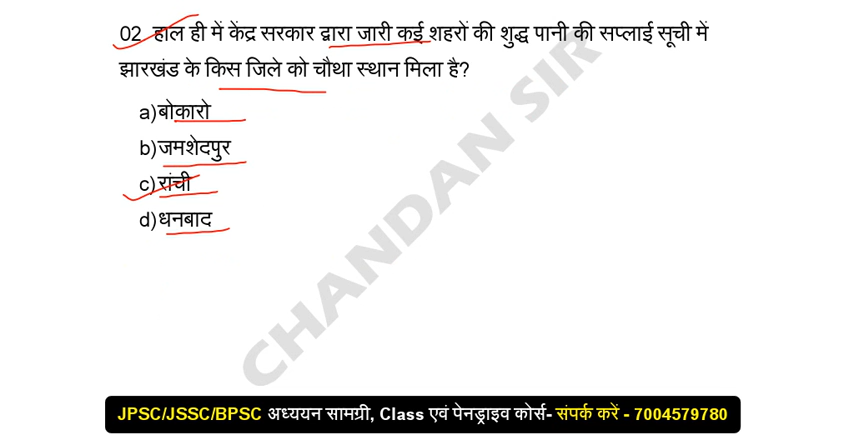 02 हाल ही में केंद्र सरकार द्वारा जारी कई शहरों की शुद्ध पानी की सप्लाई सूची में
झारखंड के किस जिले को चौथा स्थान मिला है?
a)बोकारो
b)जमशेदपुर
c)रांची
d)धनबाद
CHANDAN SIR
JPSC/JSSC/BPSC अध्ययन सामग्री, Class एवं पेनड्राइव कोर्स- संपर्क करें - 7004579780